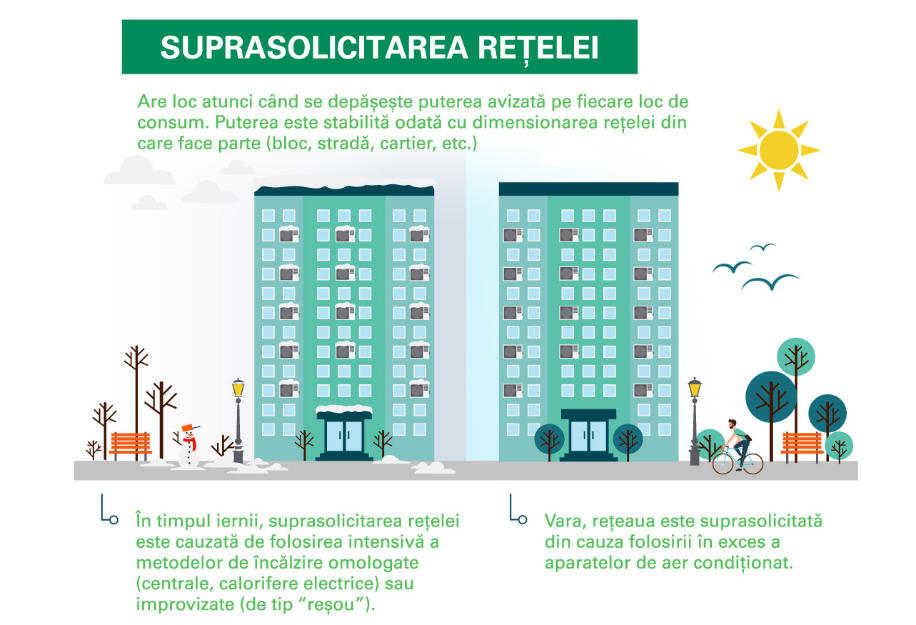 SUPRASOLICITAREA REȚELEI
Are loc atunci când se depășește puterea avizată pe fiecare loc de
consum. Puterea este stabilită odată cu dimensionarea rețelei din
care face parte (bloc, stradă, cartier, etc.)
În timpul iernii, suprasolicitarea rețelei
este cauzată de folosirea intensivă a
metodelor de încălzire omologate
(centrale, calorifere electrice) sau
improvizate (de tip “reșou”).
Vara, rețeaua este suprasolicitată
din cauza folosirii în exces a
aparatelor de aer condiționat.